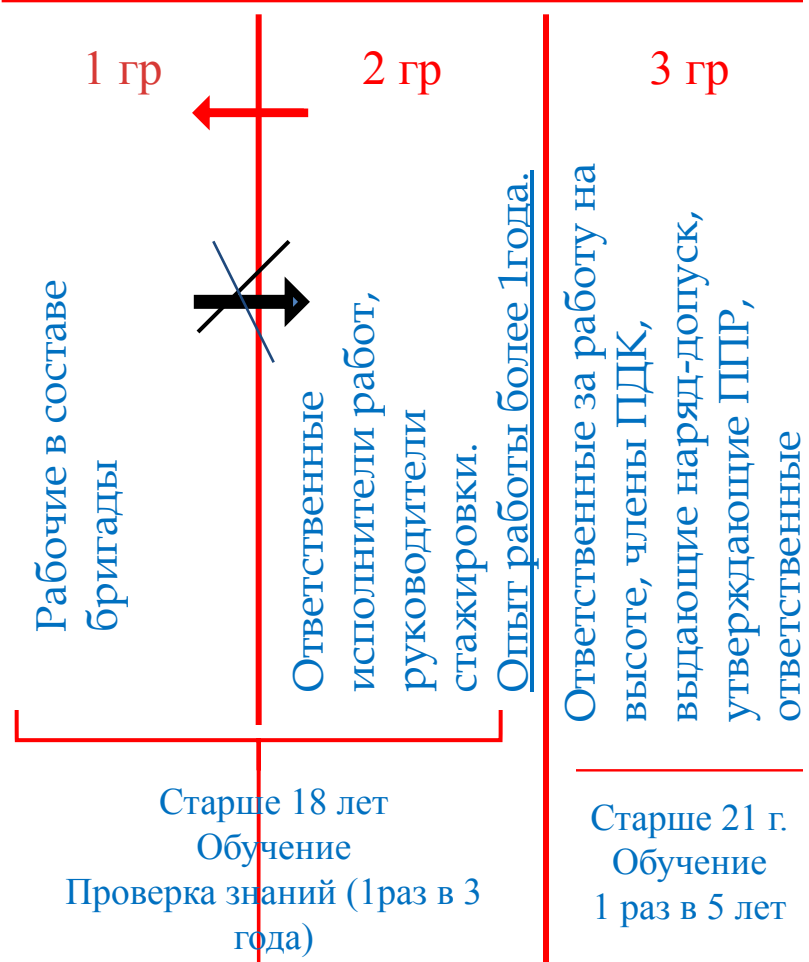 1 гр
2 гр
3 гр
Рабочие в составе
бригады
Ответственные
исполнители работ,
руководители
стажировки.
Опыт работы более 1года.
Ответственные за работу на
высоте, члены ПДК,
выдающие наряд-допуск,
утверждающие ППР,
ответственные
Старше 18 лет
Обучение
Проверка знаний (1раз в 3
года)
Старше 21 г.
Обучение
1 раз в 5 лет